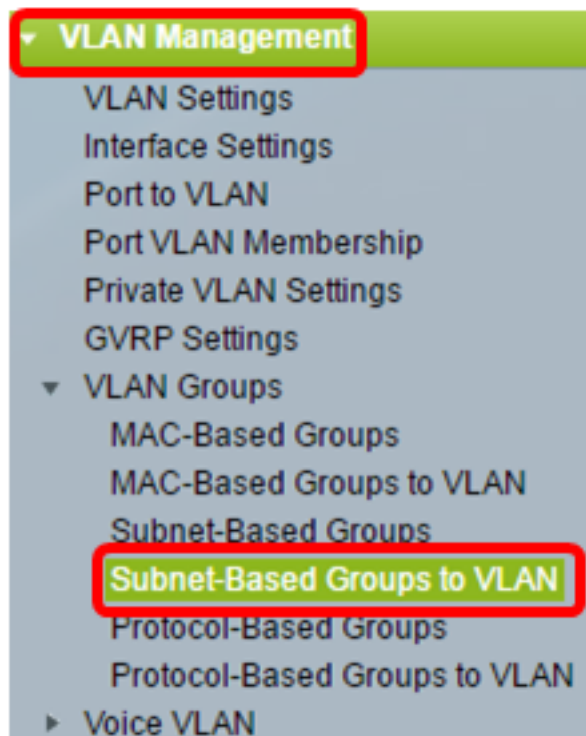 VLAN Management
VLAN Settings
Interface Settings
Port to VLAN
Port VLAN Membership
Private VLAN Settings
GVRP Settings
VLAN Groups
MAC-Based Groups
MAC-Based Groups to VLAN
Subnet-Based Groups
Subnet-Based Groups to VLAN
Protocol-Based Groups
Protocol-Based Groups to VLAN
Voice VLAN